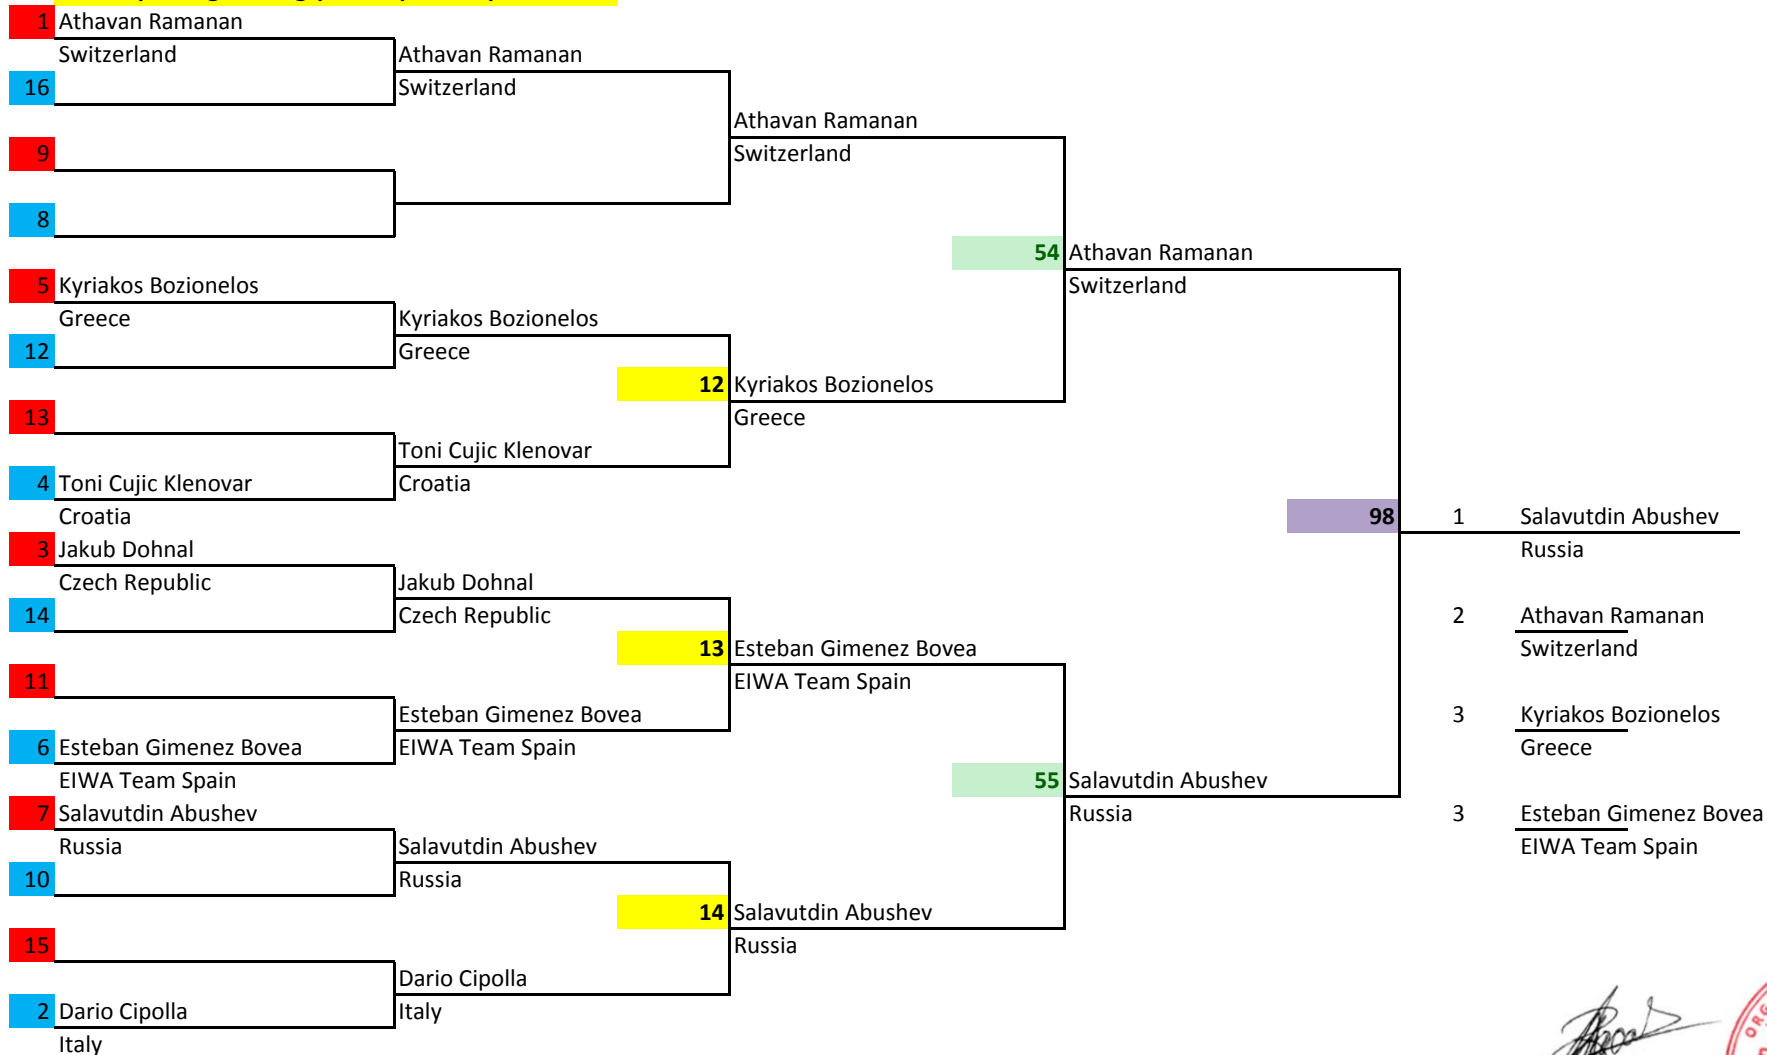 1 Athavan Ramanan
Switzerland Athavan Ramanan
16 Switzerland
Athavan Ramanan
9 Switzerland
8
54 Athavan Ramanan
5 Kyriakos Bozionelos Switzerland
Greece Kyriakos Bozionelos
12 Greece
12 Kyriakos Bozionelos
13 Greece
Toni Cujic Klenovar
4 Toni Cujic Klenovar Croatia
Croatia 98 1 Salavutdin Abushev
3 Jakub Dohnal Russia
Czech Republic Jakub Dohnal
14 Czech Republic 2 Athavan Ramanan
13 Esteban Gimenez Bovea Switzerland
11 EIWA Team Spain
Esteban Gimenez Bovea 3 Kyriakos Bozionelos
6 Esteban Gimenez Bovea EIWA Team Spain Greece
EIWA Team Spain 55 Salavutdin Abushev
7 Salavutdin Abushev Russia 3 Esteban Gimenez Bovea
Russia Salavutdin Abushev EIWA Team Spain
10 Russia
14 Salavutdin Abushev
15 Russia
Dario Cipolla
2 Dario Cipolla Italy
Italy